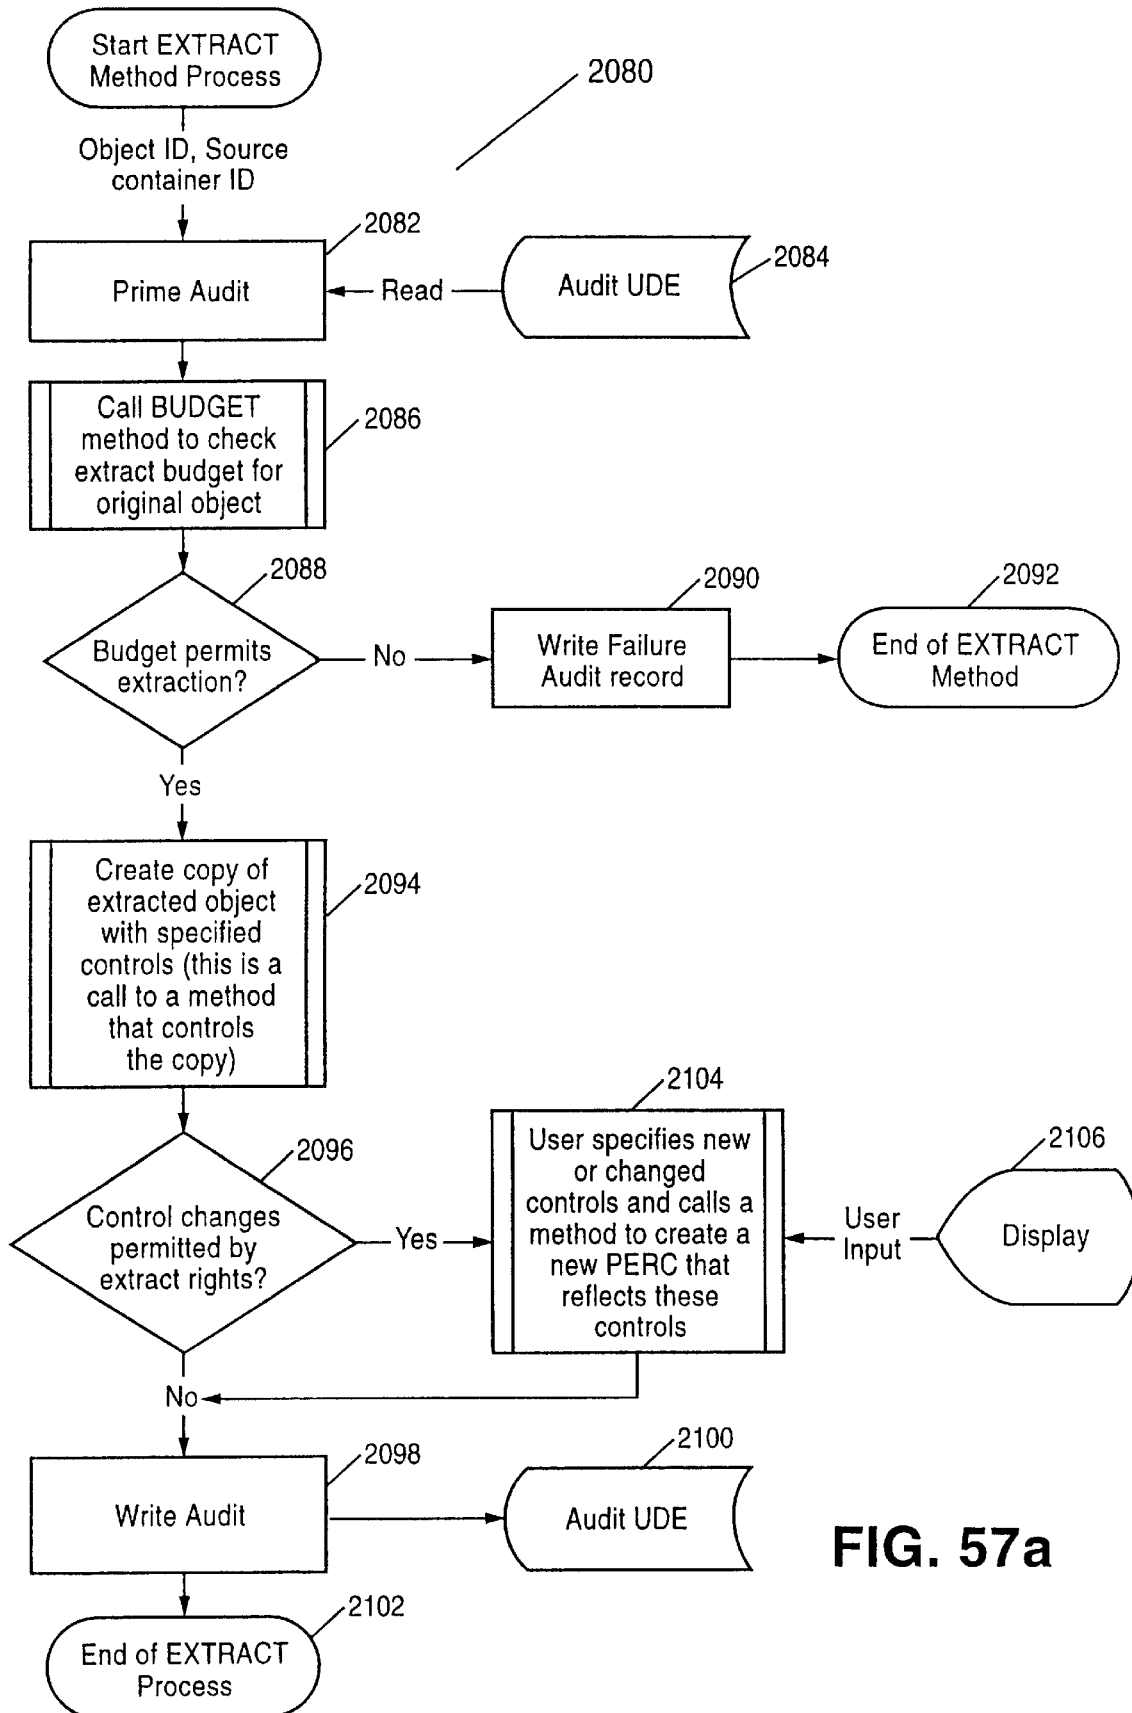 Start EXTRACT
Method Process
2080
Object ID, Source
container ID
2082
Prime Audit
Read
Audit UDE
2084
Call BUDGET
method to check
extract budget for
original object
2086
2088
Budget permits
extraction?
No
2090
Write Failure
Audit record
2092
End of EXTRACT
Method
Yes
Create copy of
extracted object
with specified
controls (this is a
call to a method
that controls
the copy)
2094
2096
Control changes
permitted by
extract rights?
Yes
2104
User specifies new
or changed
controls and calls a
method to create a
new PERC that
reflects these
controls
User
Input
2106
Display
No
2098
Write Audit
2100
Audit UDE
FIG. 57a
2102
End of EXTRACT
Process